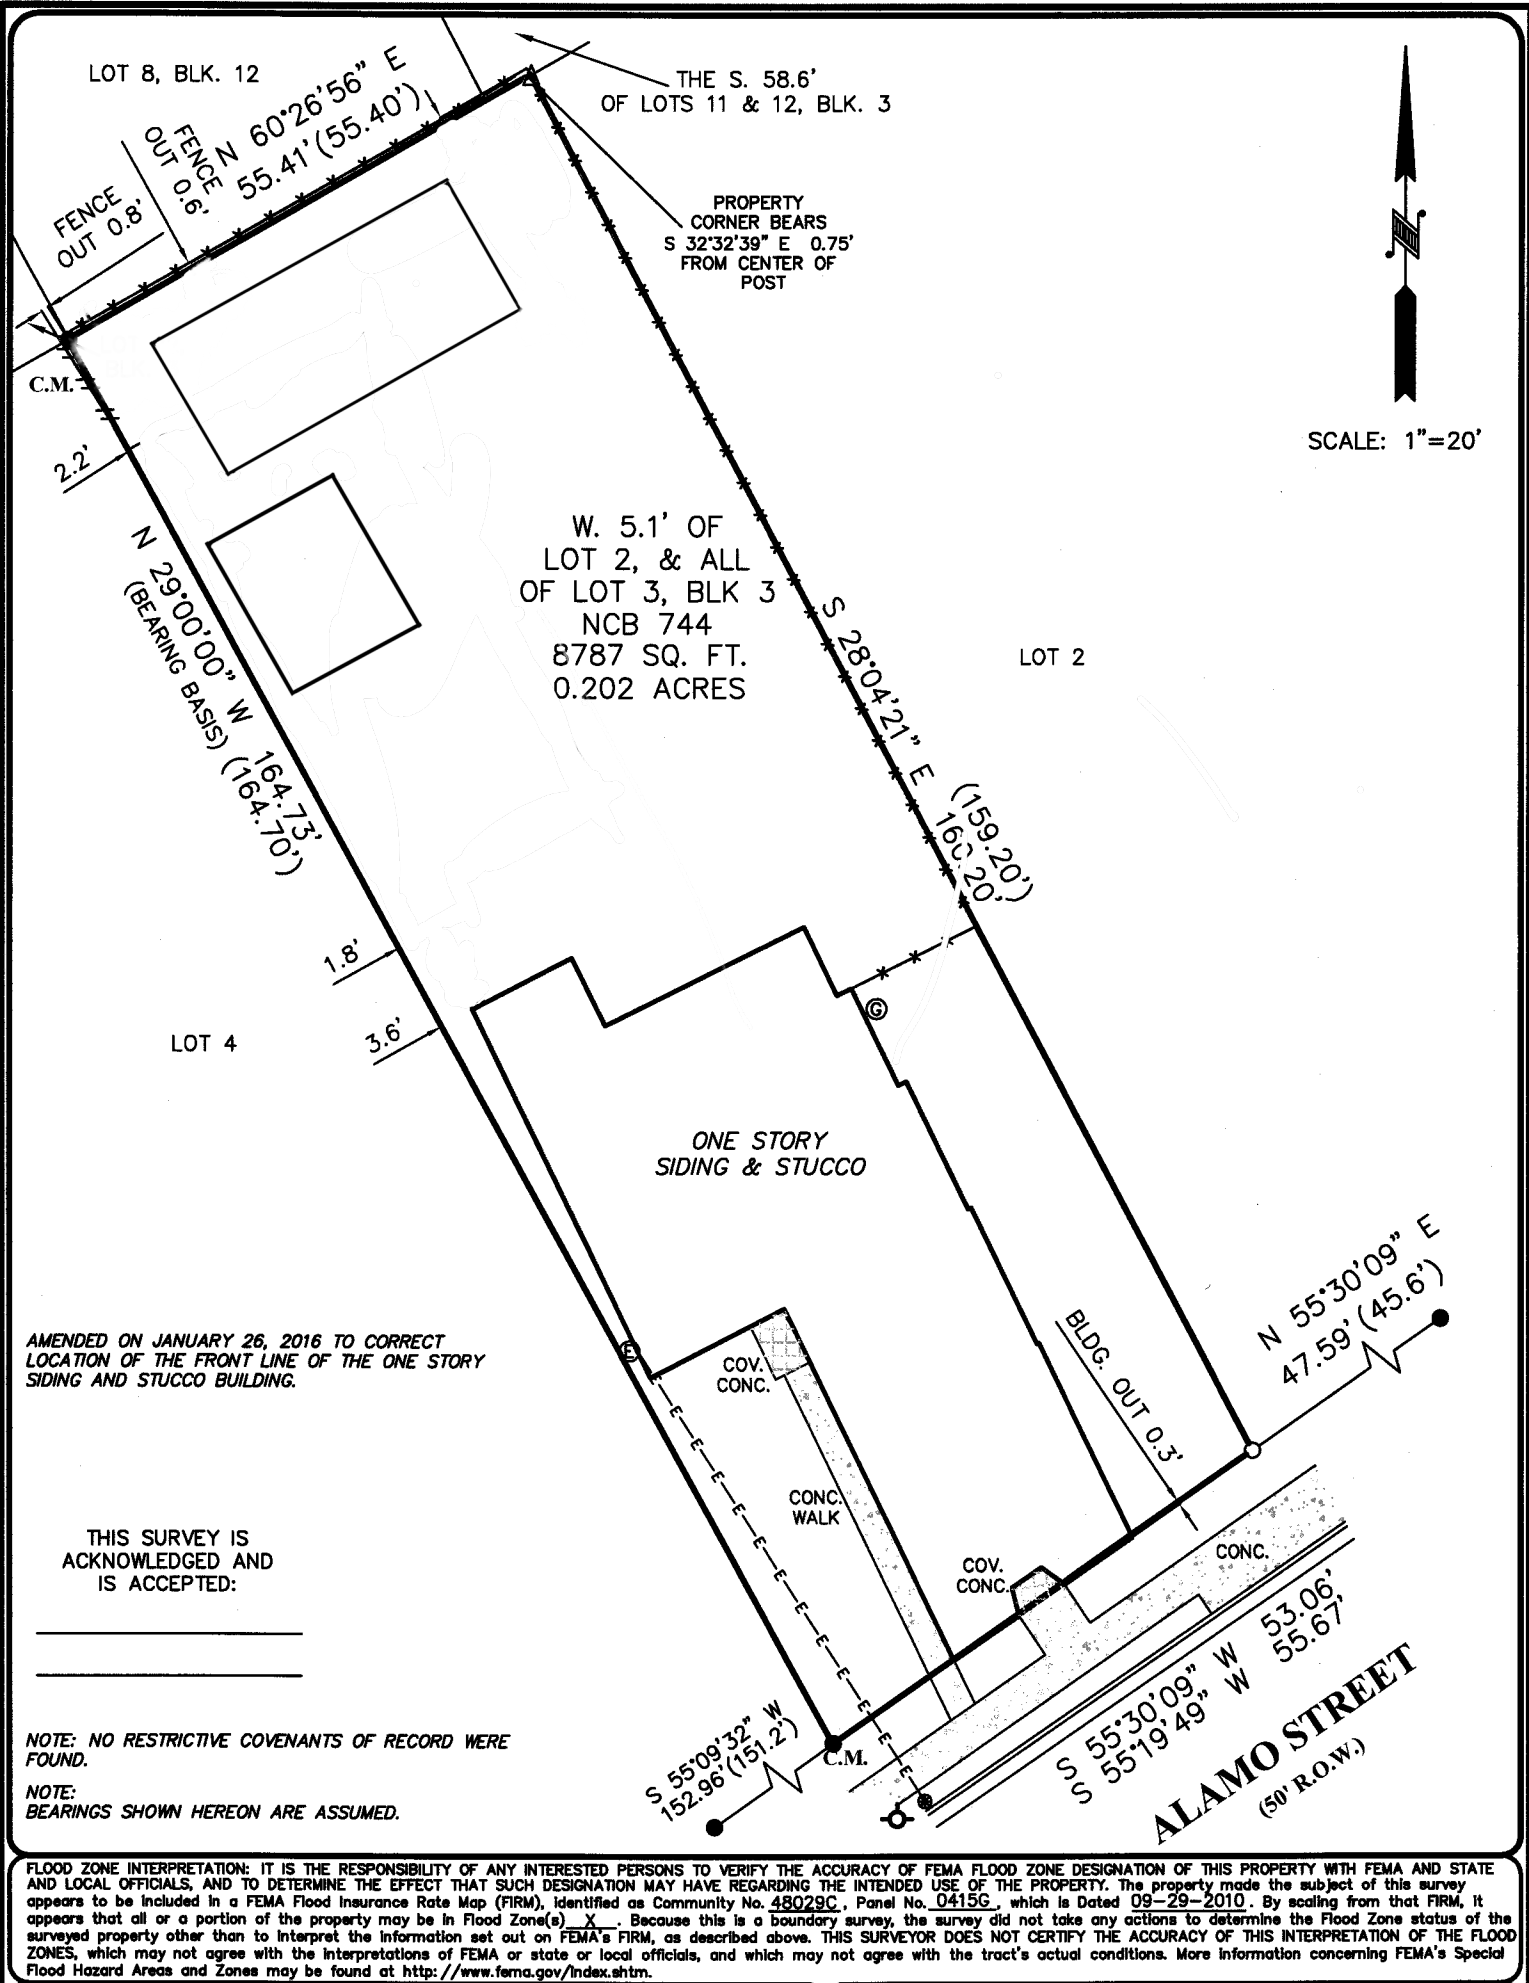 LOT 8, BLK. 12
N 60°26'56" E
55.41'(55.40')
FENCE
OUT 0.6'
FENCE
OUT 0.8'
THE S. 58.6'
OF LOTS 11 & 12, BLK. 3
PROPERTY
CORNER BEARS
S 32°32'39" E 0.75'
FROM CENTER OF
POST
SCALE: 1"=20'
C.M.
2.2'
N 29°00'00" W 164.73'
(BEARING BASIS) (164.70')
W. 5.1' OF
LOT 2, & ALL
OF LOT 3, BLK 3
NCB 744
8787 SQ. FT.
0.202 ACRES
S 28°04'21" E
(159.20')
160.20'
LOT 2
1.8'
3.6'
LOT 4
G
ONE STORY
SIDING & STUCCO
N 55°30'09" E
47.59' (45.6')
BLDG. OUT 0.3'
AMENDED ON JANUARY 26, 2016 TO CORRECT
LOCATION OF THE FRONT LINE OF THE ONE STORY
SIDING AND STUCCO BUILDING.
E
COV.
CONC.
E E E E E E E E E E E E
CONC.
WALK
COV.
CONC.
CONC.
THIS SURVEY IS
ACKNOWLEDGED AND
IS ACCEPTED:
S 55°30'09" W 53.06'
S 55°19'49" W 55.67'
ALAMO STREET
(50' R.O.W.)
S 55°09'32" W
152.96'(151.2')
C.M.
NOTE: NO RESTRICTIVE COVENANTS OF RECORD WERE
FOUND.
NOTE:
BEARINGS SHOWN HEREON ARE ASSUMED.
FLOOD ZONE INTERPRETATION: IT IS THE RESPONSIBILITY OF ANY INTERESTED PERSONS TO VERIFY THE ACCURACY OF FEMA FLOOD ZONE DESIGNATION OF THIS PROPERTY WITH FEMA AND STATE
AND LOCAL OFFICIALS, AND TO DETERMINE THE EFFECT THAT SUCH DESIGNATION MAY HAVE REGARDING THE INTENDED USE OF THE PROPERTY. The property made the subject of this survey
appears to be included in a FEMA Flood Insurance Rate Map (FIRM), identified as Community No. 48029C, Panel No. 0415G, which is Dated 09-29-2010. By scaling from that FIRM, it
appears that all or a portion of the property may be in Flood Zone(s) X. Because this is a boundary survey, the survey did not take any actions to determine the Flood Zone status of the
surveyed property other than to interpret the information set out on FEMA's FIRM, as described above. THIS SURVEYOR DOES NOT CERTIFY THE ACCURACY OF THIS INTERPRETATION OF THE FLOOD
ZONES, which may not agree with the interpretations of FEMA or state or local officials, and which may not agree with the tract's actual conditions. More information concerning FEMA's Special
Flood Hazard Areas and Zones may be found at http://www.fema.gov/index.shtm.